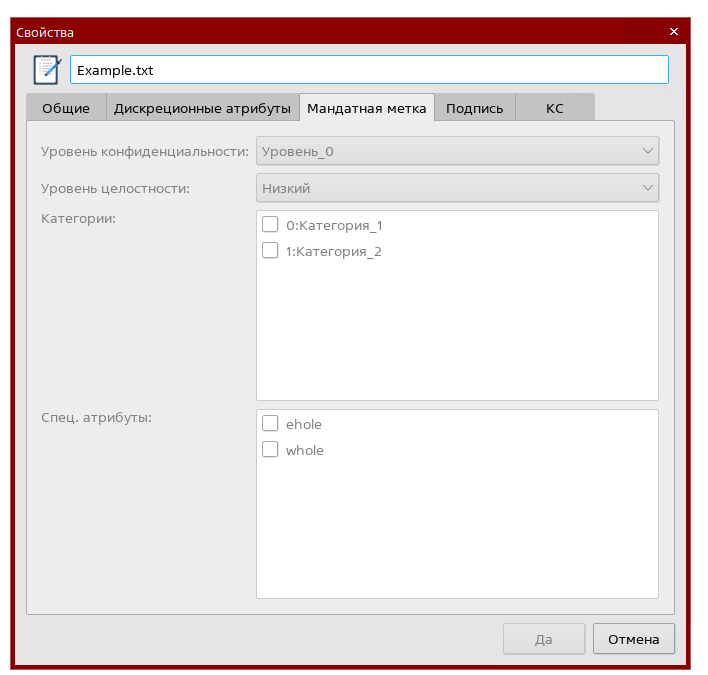 Свойства
Example.txt
Общие Дискреционные атрибуты Мандатная метка Подпись КС
Уровень конфиденциальности: Уровень_0
Уровень целостности: Низкий
Категории:
0:Категория_1
1:Категория_2
Спец. атрибуты:
ehole
whole
Да Отмена